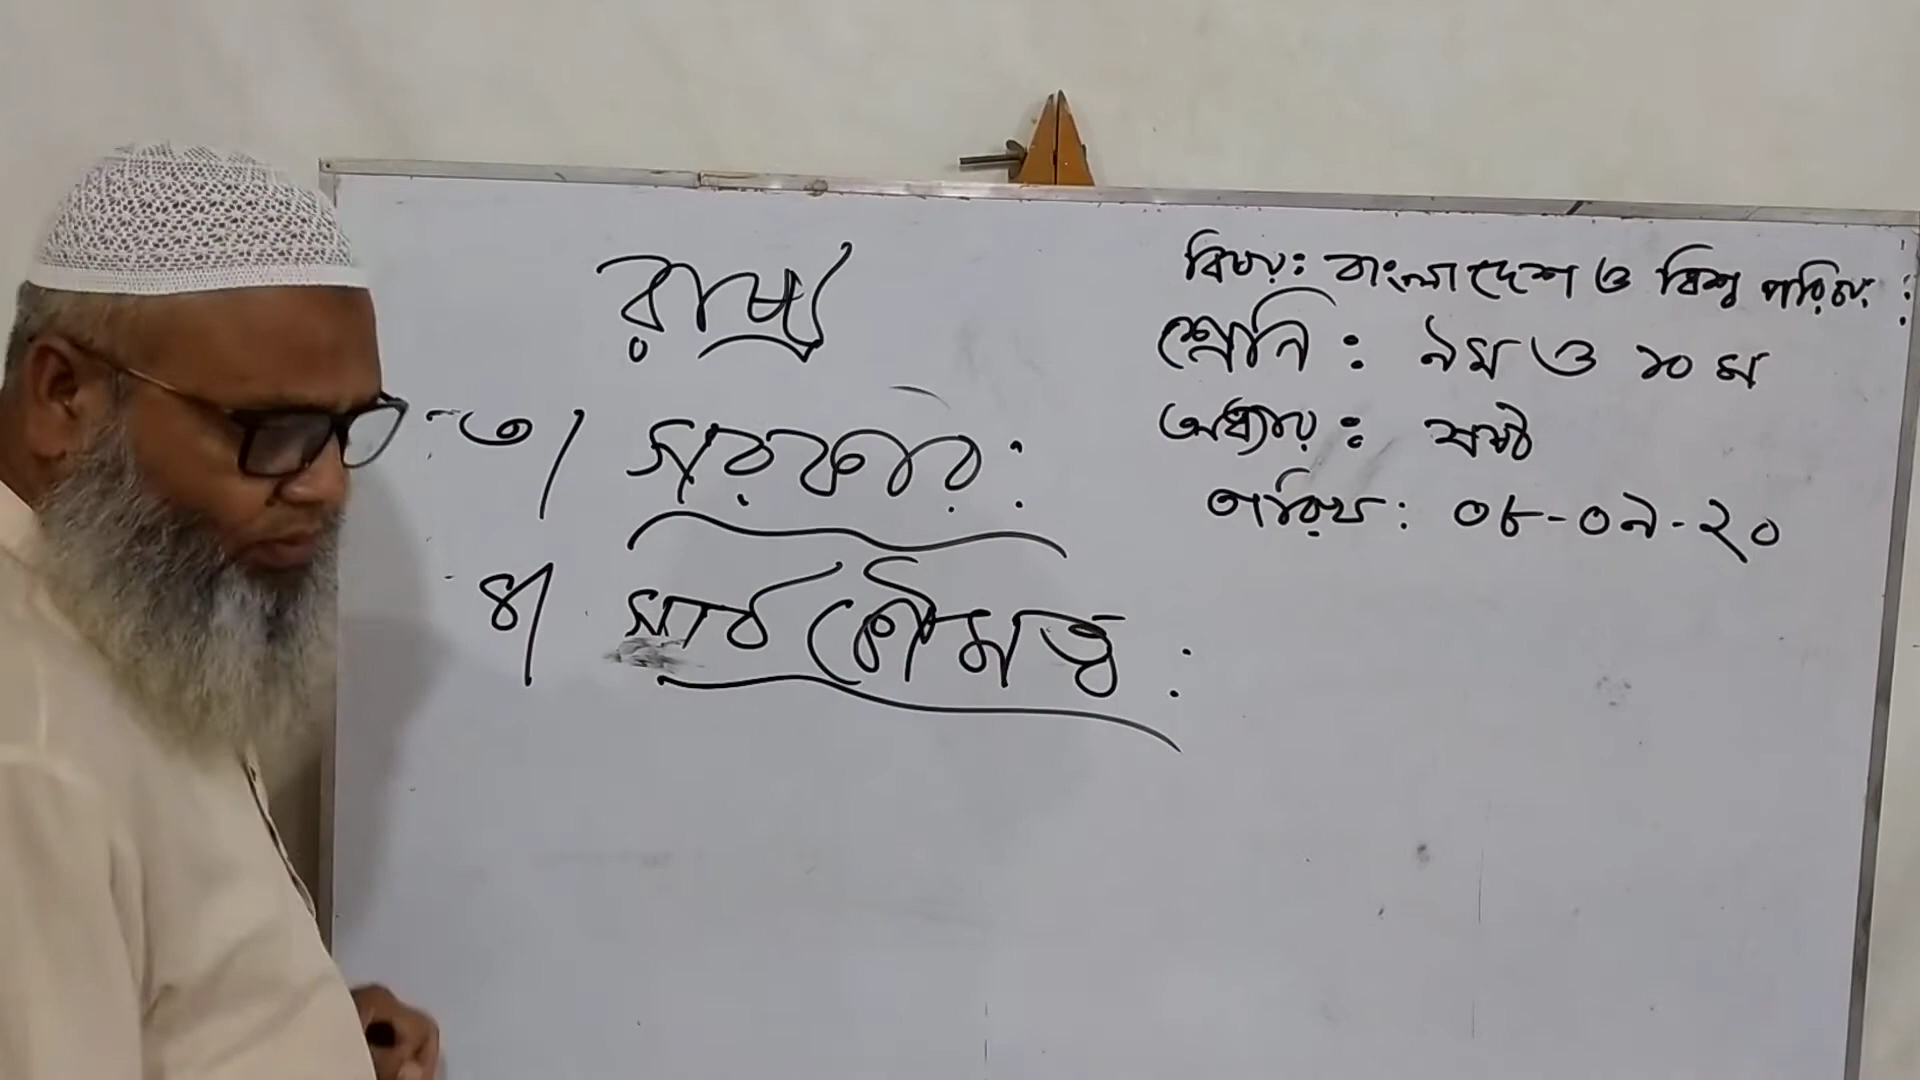 রাষ্ট্র
৩। সরকার:
৪। সার্বভৌমত্ব:
বিষয়: বাংলাদেশ ও বিশ্ব পরিচয়:
শ্রেনি: ৯ম ও ১০ম
অধ্যায়: ষষ্ঠ
তারিখ: ০৮-০৯-২০